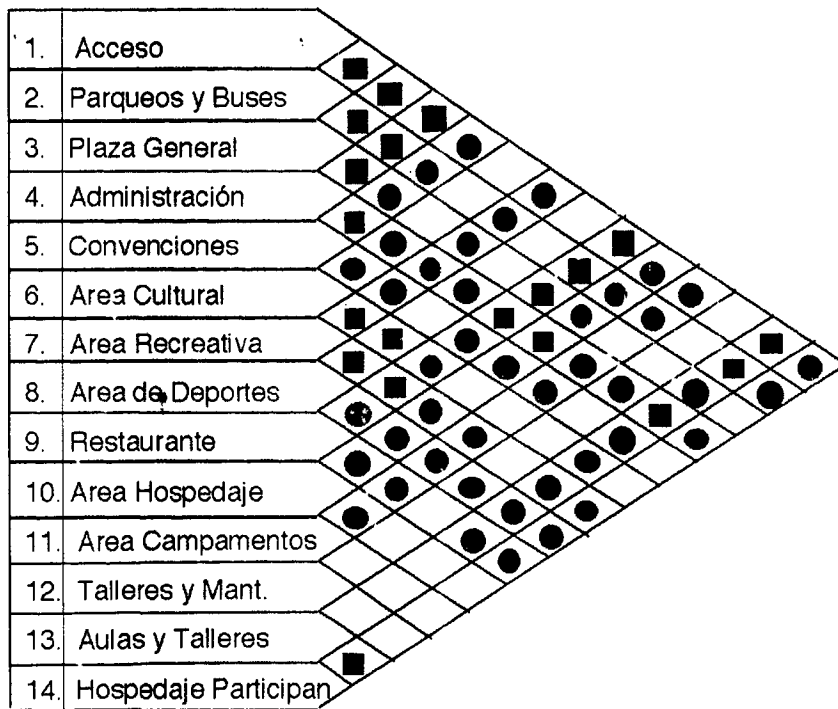 1. Acceso
2. Parqueos y Buses
3. Plaza General
4. Administración
5. Convenciones
6. Area Cultural
7. Area Recreativa
8. Area de Deportes
9. Restaurante
10. Area Hospedaje
11. Area Campamentos
12. Talleres y Mant.
13. Aulas y Talleres
14. Hospedaje Participan